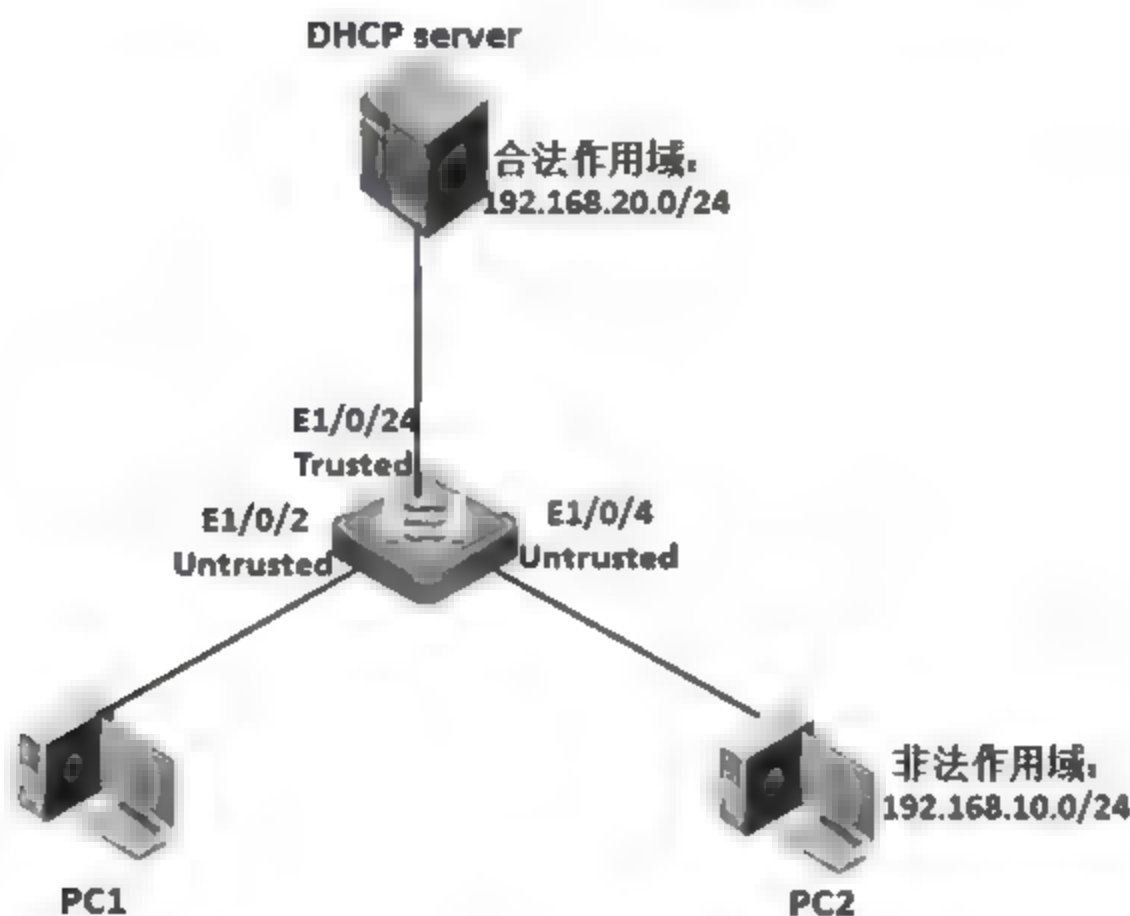 DHCP server
合法作用域:
192.168.20.0/24
E1/0/24
Trusted
E1/0/2
Untrusted
E1/0/4
Untrusted
非法作用域:
192.168.10.0/24
PC1
PC2